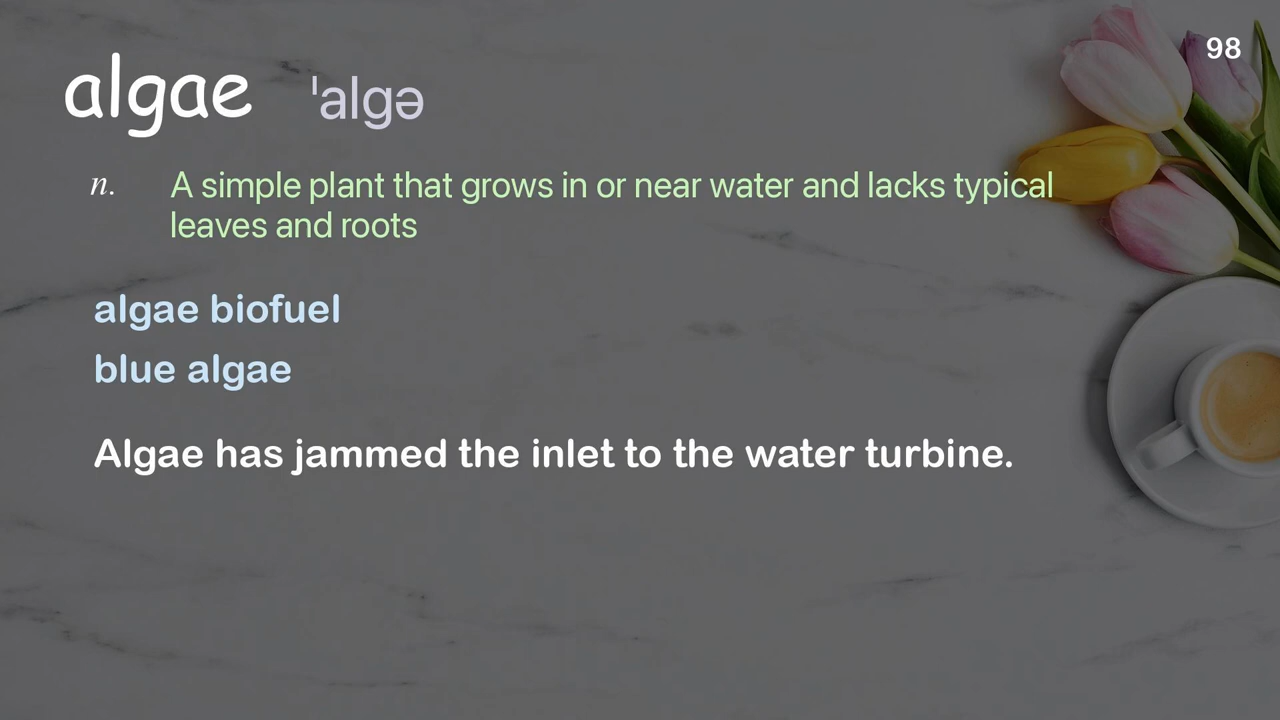 98
algae ˈalgə
n. A simple plant that grows in or near water and lacks typical
leaves and roots
algae biofuel
blue algae
Algae has jammed the inlet to the water turbine.